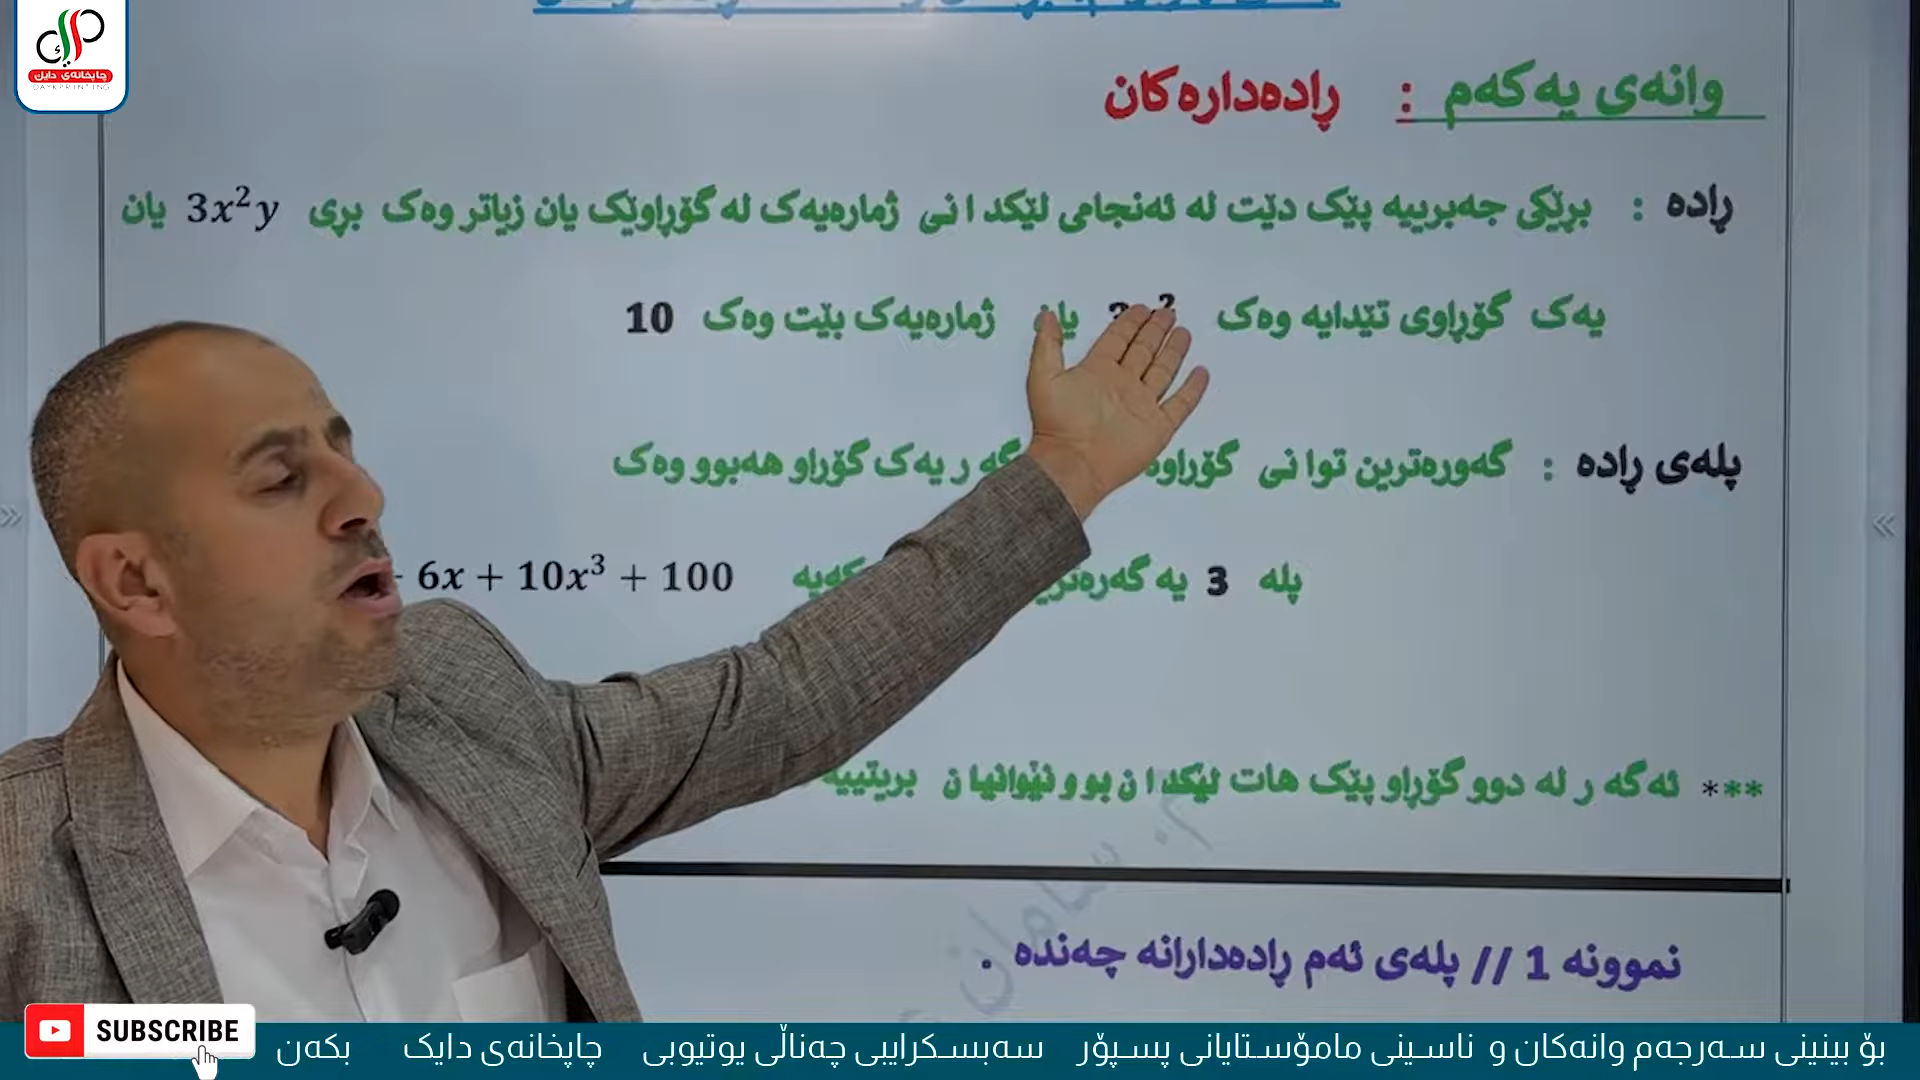 چاپخانەی دایک
DAYKPRINTING
وانەی یەکەم : ڕادەدارەکان
ڕادە : بڕێکی جەبرییە پێک دێت لە ئەنجامی لێکدانی ژمارەیەک لە گۆڕاوێک یان زیاتر وەک بڕی 3x²y یان
یەک گۆڕاوی تێدایە وەک یان ژمارەیەک بێت وەک 10
پلەی ڕادە : گەورەترین توانی گەر یەک گۆڕاو هەبوو وەک
پلە 3 یە 6x + 10x³ + 100
*** ئەگەر لە دوو گۆڕاو پێک هات لێکدان بوو نێوانیان بریتییە
نموونە 1 // پلەی ئەم ڕادەدارانە چەندە .
SUBSCRIBE
بۆ بینینی سەرجەم وانەکان و ناسینی مامۆستایانی پسپۆر سەبسکرایبی چەناڵی یوتیوبی چاپخانەی دایک بکەن